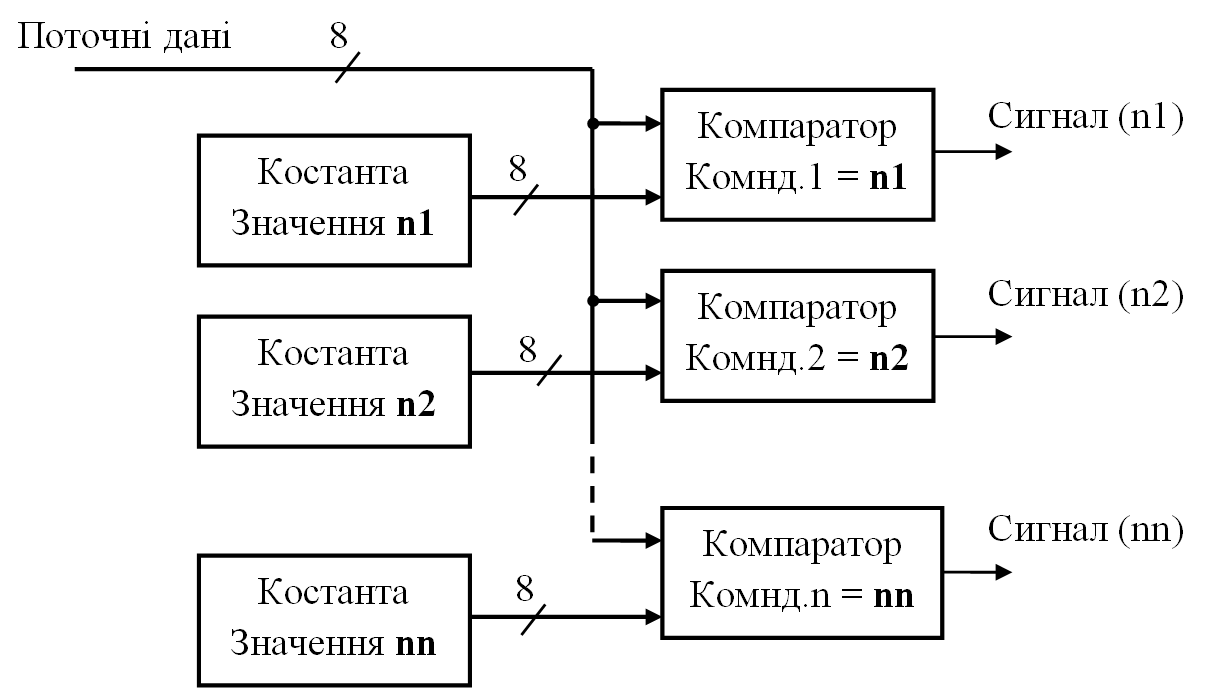 Поточні дані
8
Компаратор
Комнд.1 = n1
Сигнал (n1)
Костанта
Значення n1
8
Компаратор
Комнд.2 = n2
Сигнал (n2)
Костанта
Значення n2
8
Компаратор
Комнд.n = nn
Сигнал (nn)
Костанта
Значення nn
8